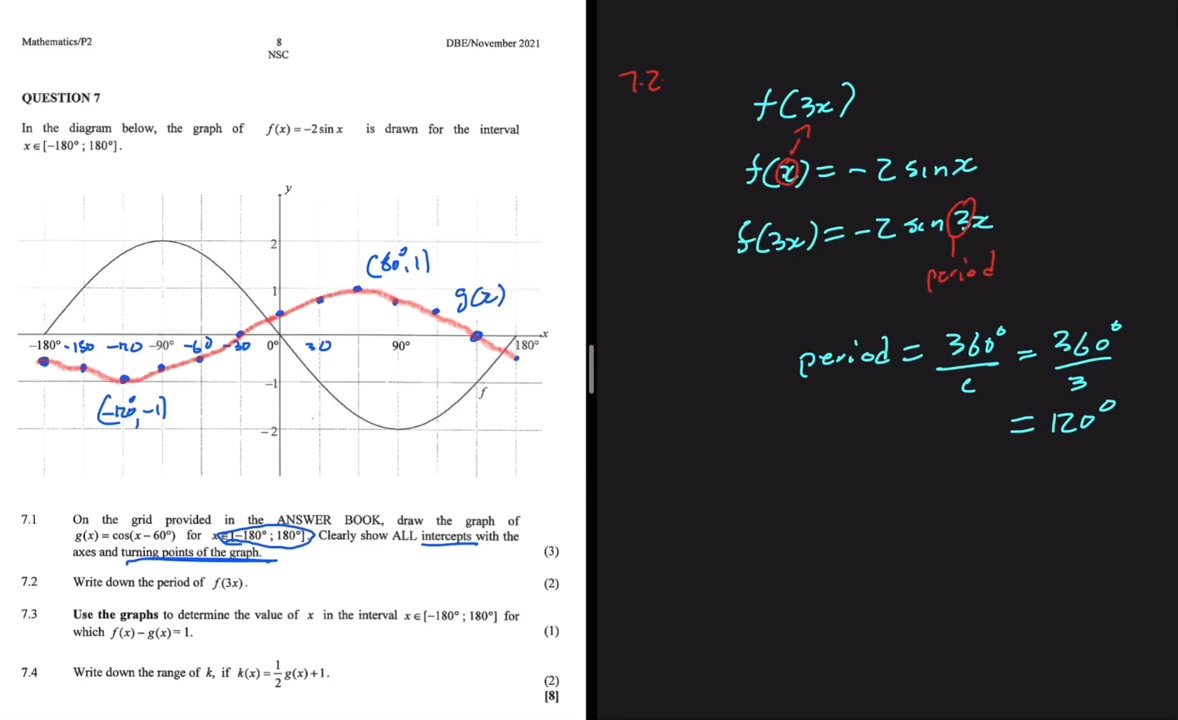 Mathematics/P2 8 DBE/November 2021
NSC
QUESTION 7
In the diagram below, the graph of f(x) = −2 sin x is drawn for the interval
x ∈ [−180° ; 180°].
y
2
(60°, 1)
1
g(x)
−180° -150 -120 −90° -60 -30 0° 30 90° 180° x
−1
f
(-120°, -1)
−2
7.1 On the grid provided in the ANSWER BOOK, draw the graph of
g(x) = cos(x − 60°) for x ∈ [−180° ; 180°]. Clearly show ALL intercepts with the
axes and turning points of the graph. (3)
7.2 Write down the period of f(3x). (2)
7.3 Use the graphs to determine the value of x in the interval x ∈ [−180° ; 180°] for
which f(x) − g(x) = 1. (1)
7.4 Write down the range of k, if k(x) = 1/2 g(x) + 1. (2)
[8]
7.2.
f(3x)
f(x) = -2 sin x
f(3x) = -2 sin 3x
period
period = 360°/c = 360°/3
= 120°